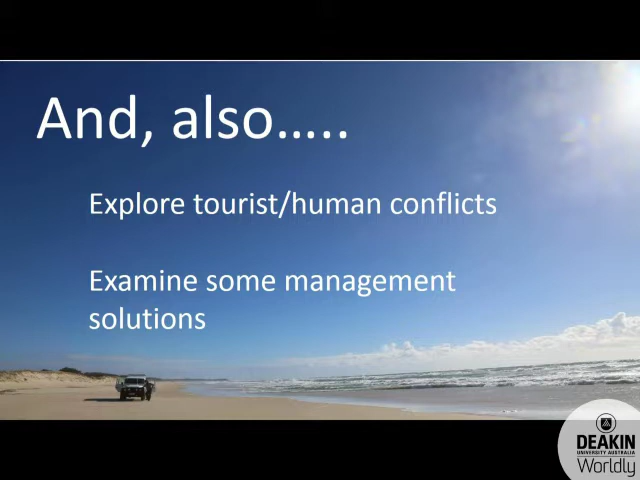 And, also…..
Explore tourist/human conflicts
Examine some management
solutions
DEAKIN
UNIVERSITY AUSTRALIA
Worldly